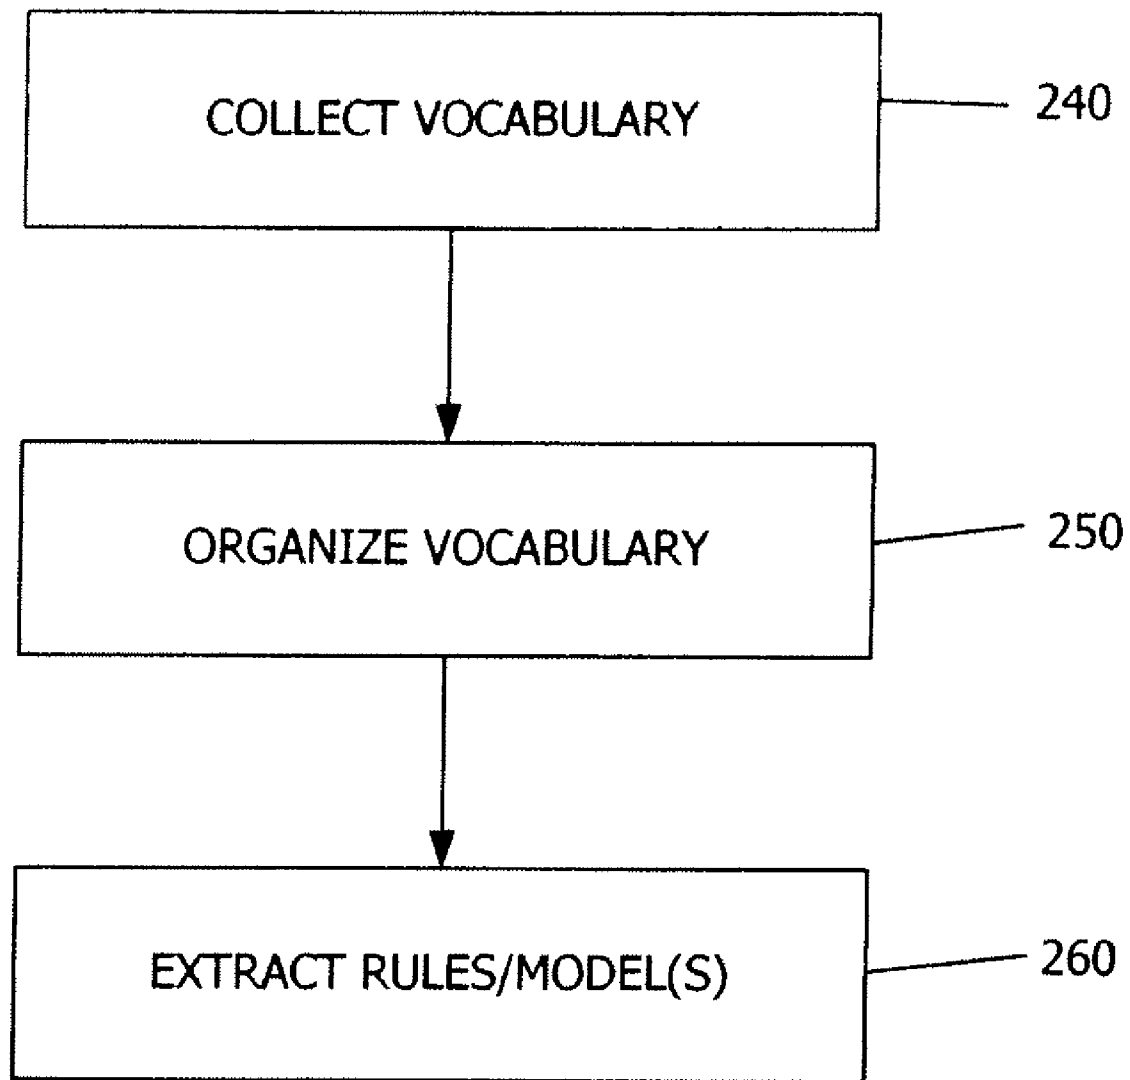 COLLECT VOCABULARY
240
ORGANIZE VOCABULARY
250
EXTRACT RULES/MODEL(S)
260